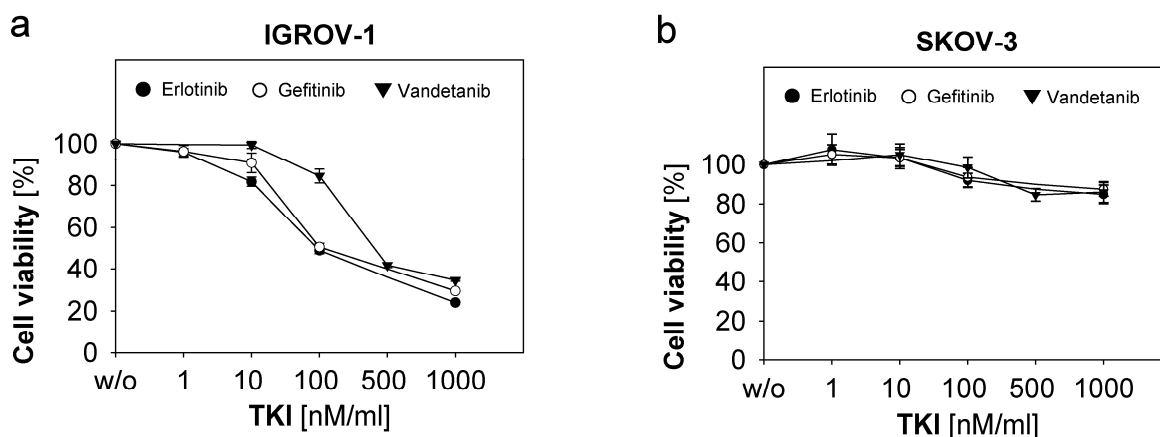 a
IGROV-1
Erlotinib Gefitinib Vandetanib
Cell viability [%]
100
80
60
40
20
0
w/o 1 10 100 500 1000
TKI [nM/ml]
b
SKOV-3
Erlotinib Gefitinib Vandetanib
Cell viability [%]
100
80
60
40
20
0
w/o 1 10 100 500 1000
TKI [nM/ml]